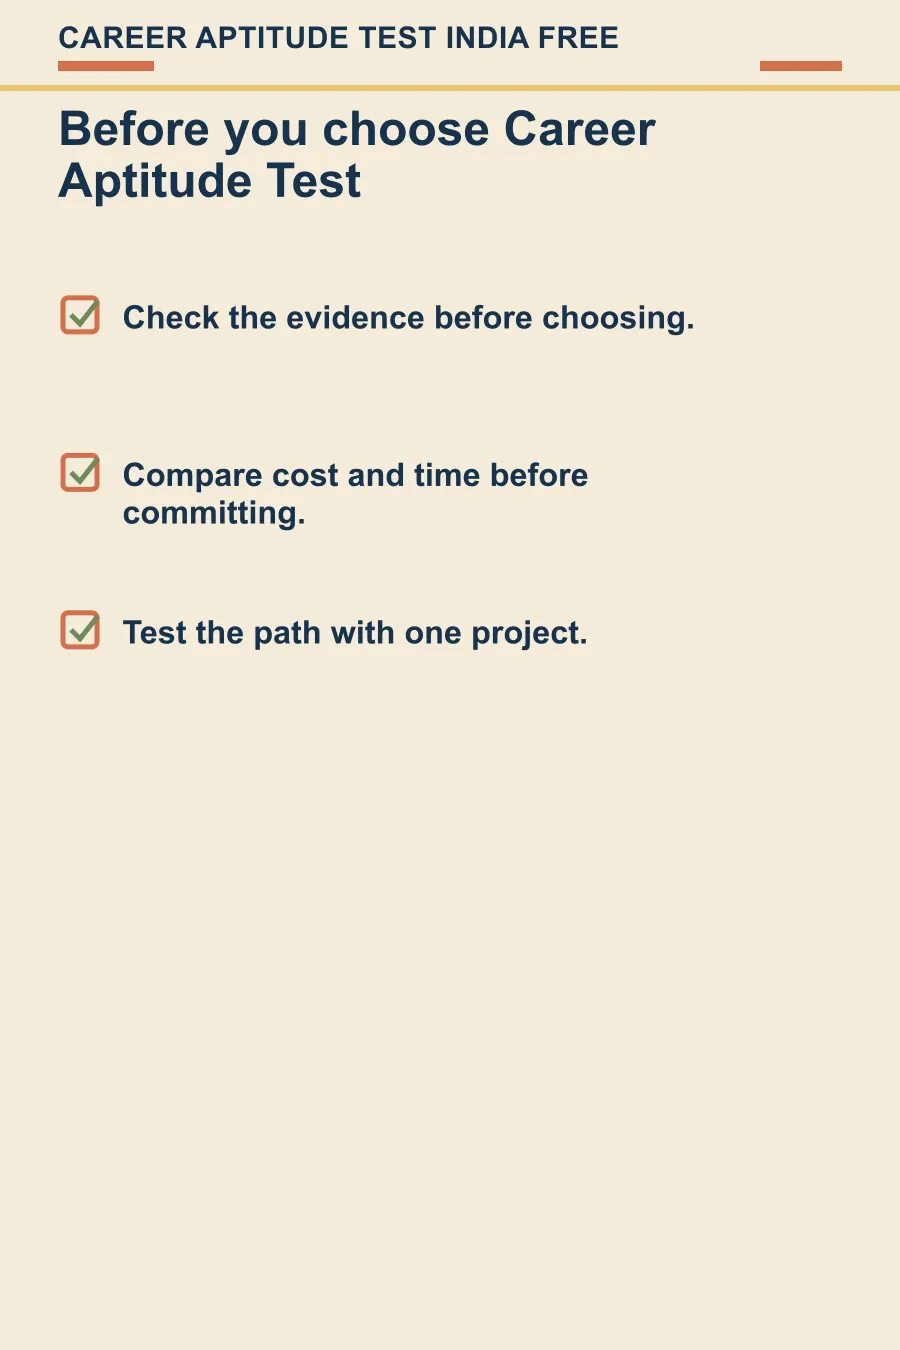 CAREER APTITUDE TEST INDIA FREE
Before you choose Career
Aptitude Test
Check the evidence before choosing.
Compare cost and time before
committing.
Test the path with one project.